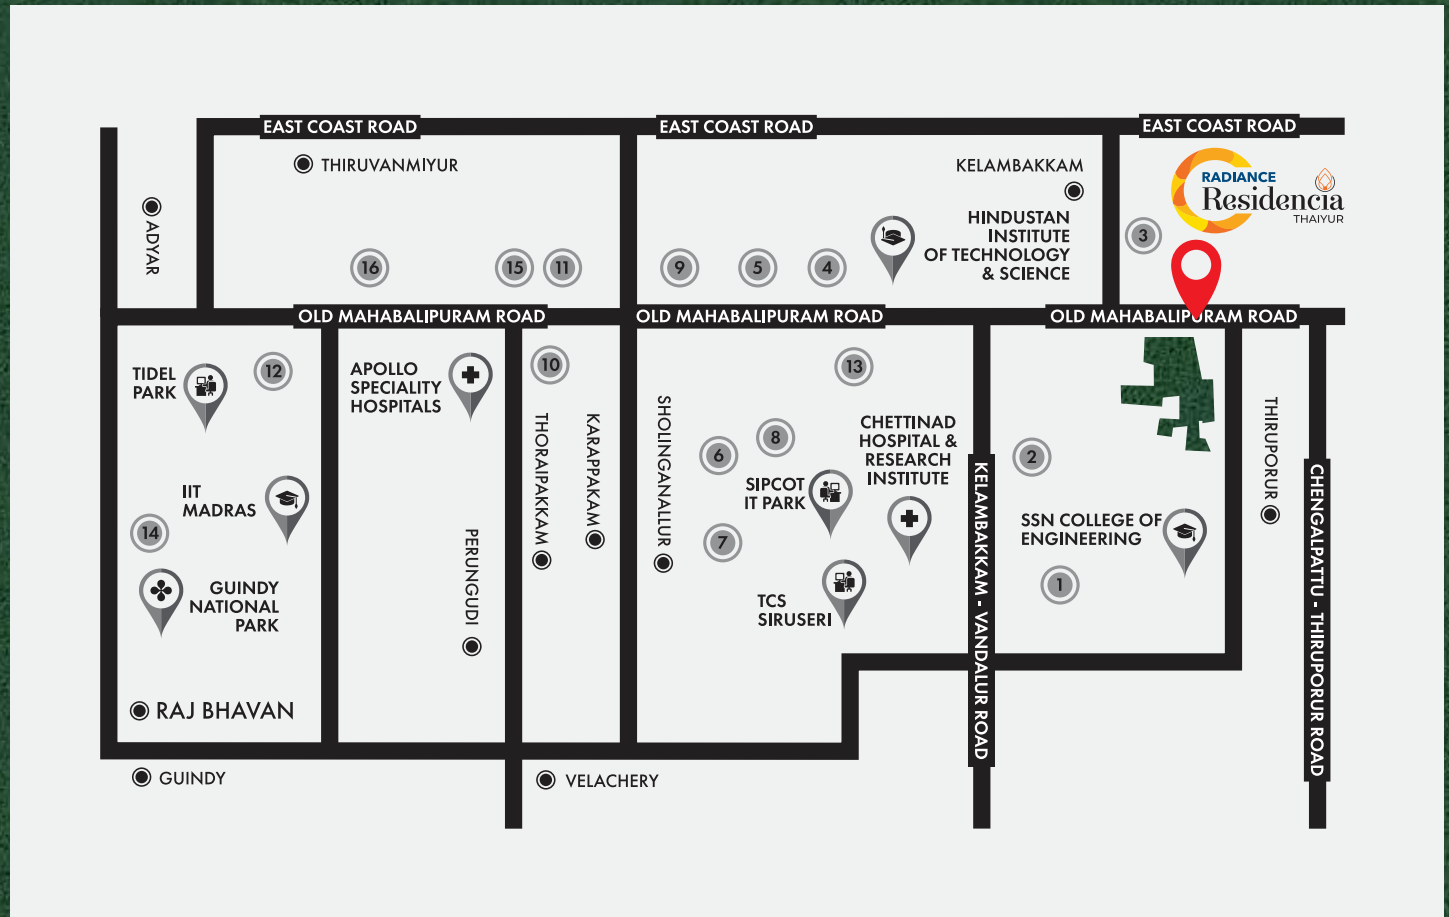 EAST COAST ROAD
EAST COAST ROAD
EAST COAST ROAD
THIRUVANMIYUR
KELAMBAKKAM
RADIANCE
Residencia
THAIYUR
ADYAR
HINDUSTAN
INSTITUTE
OF TECHNOLOGY
& SCIENCE
3
16
15
11
9
5
4
OLD MAHABALIPURAM ROAD
OLD MAHABALIPURAM ROAD
OLD MAHABALIPURAM ROAD
TIDEL
PARK
12
APOLLO
SPECIALITY
HOSPITALS
10
13
THORAIPAKKAM
KARAPPAKAM
SHOLINGANALLUR
CHETTINAD
HOSPITAL &
RESEARCH
INSTITUTE
6
8
2
THIRUPORUR
SIPCOT
IT PARK
IIT
MADRAS
14
7
SSN COLLEGE OF
ENGINEERING
1
PERUNGUDI
GUINDY
NATIONAL
PARK
TCS
SIRUSERI
KELAMBAKKAM - VANDALUR ROAD
CHENGALPATTU - THIRUPORUR ROAD
RAJ BHAVAN
GUINDY
VELACHERY